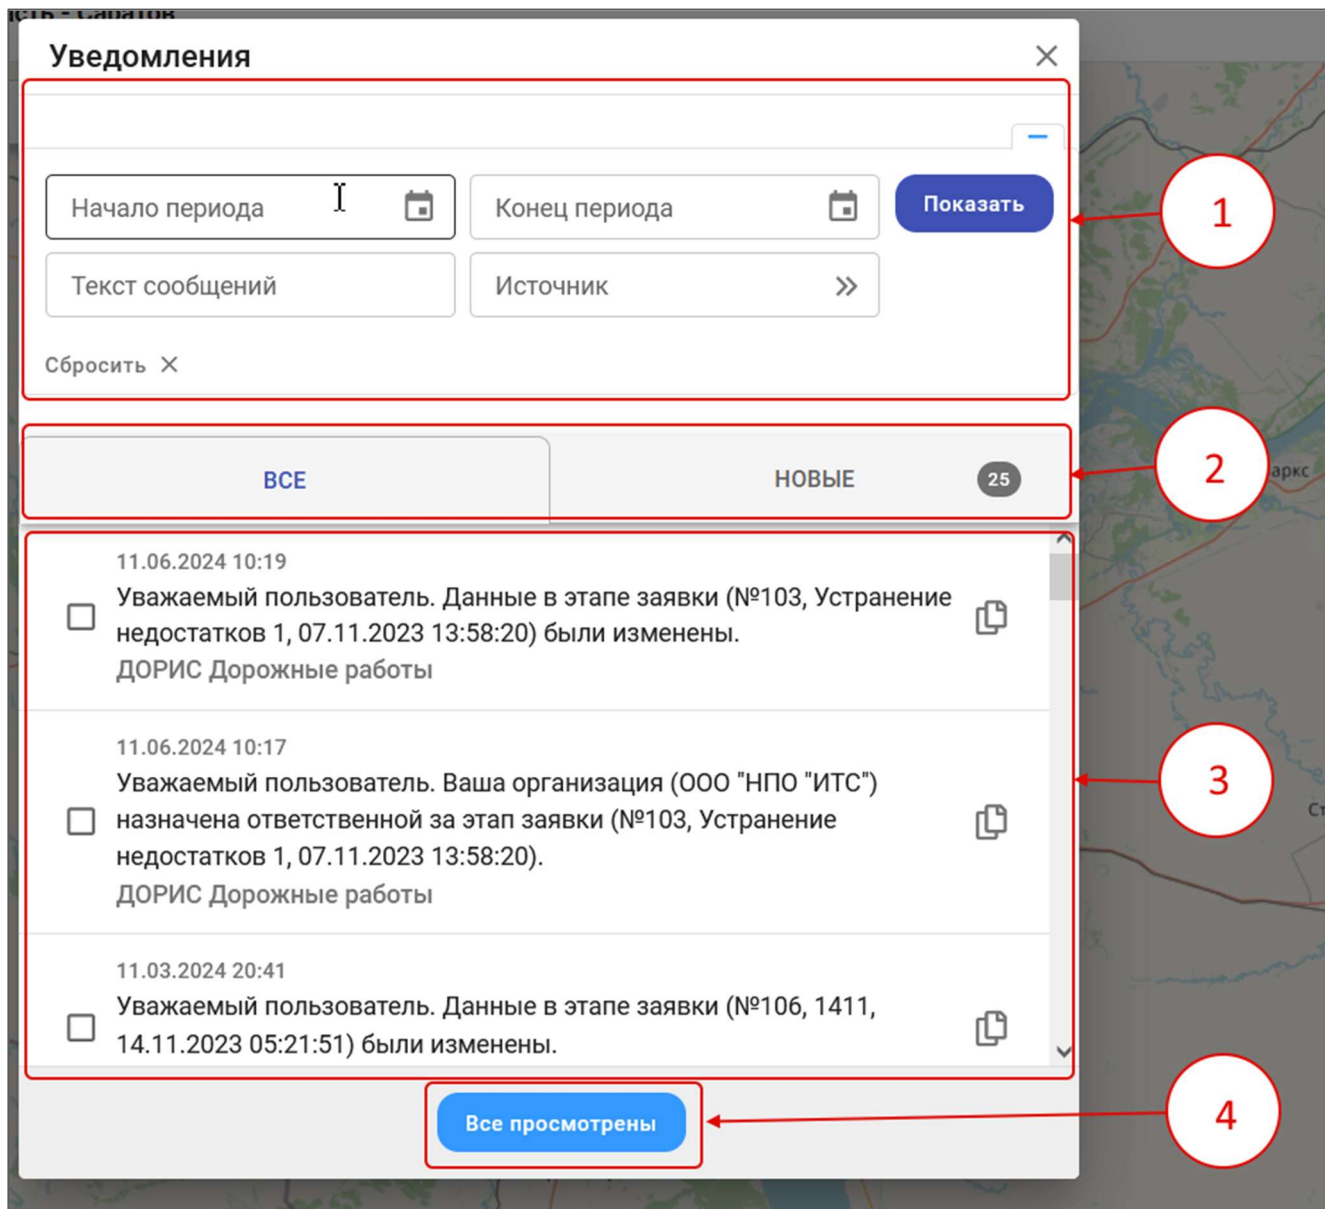 Уведомления
Начало периода
Конец периода
Показать
1
Текст сообщений
Источник
Сбросить
ВСЕ
НОВЫЕ
25
2
11.06.2024 10:19
Уважаемый пользователь. Данные в этапе заявки (№103, Устранение
недостатков 1, 07.11.2023 13:58:20) были изменены.
ДОРИС Дорожные работы
11.06.2024 10:17
Уважаемый пользователь. Ваша организация (ООО "НПО "ИТС")
назначена ответственной за этап заявки (№103, Устранение
недостатков 1, 07.11.2023 13:58:20).
ДОРИС Дорожные работы
3
11.03.2024 20:41
Уважаемый пользователь. Данные в этапе заявки (№106, 1411,
14.11.2023 05:21:51) были изменены.
Все просмотрены
4